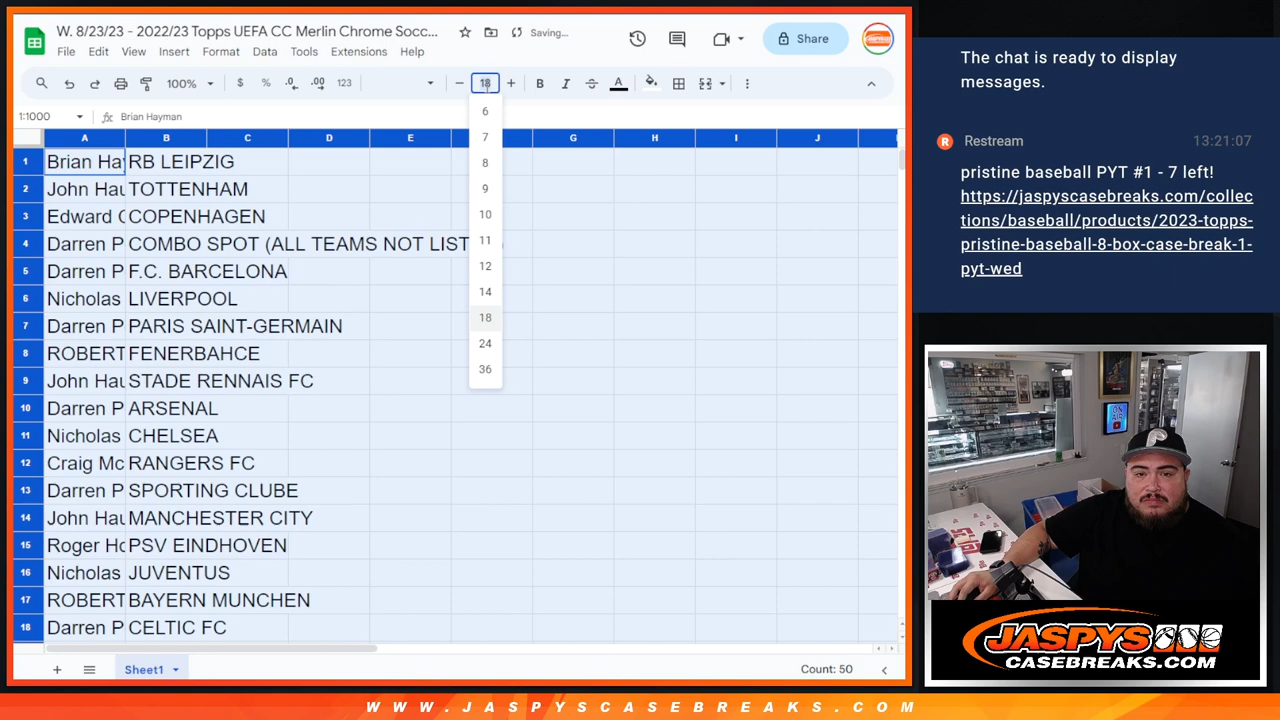 W. 8/23/23 - 2022/23 Topps UEFA CC Merlin Chrome Socc...
Saving...
Share
File Edit View Insert Format Data Tools Extensions Help
100%
$ % .0 .00 123
18
B I S A
1:1000
Brian Hayman
A B C D E G H I J
1 Brian Hay RB LEIPZIG
2 John Hau TOTTENHAM
3 Edward C COPENHAGEN
4 Darren P COMBO SPOT (ALL TEAMS NOT LIST
5 Darren P F.C. BARCELONA
6 Nicholas LIVERPOOL
7 Darren P PARIS SAINT-GERMAIN
8 ROBERT FENERBAHCE
9 John Hau STADE RENNAIS FC
10 Darren P ARSENAL
11 Nicholas CHELSEA
12 Craig Mc RANGERS FC
13 Darren P SPORTING CLUBE
14 John Hau MANCHESTER CITY
15 Roger Ho PSV EINDHOVEN
16 Nicholas JUVENTUS
17 ROBERT BAYERN MUNCHEN
18 Darren P CELTIC FC
6
7
8
9
10
11
12
14
18
24
36
Sheet1
Count: 50
The chat is ready to display
messages.
R Restream 13:21:07
pristine baseball PYT #1 - 7 left!
https://jaspyscasebreaks.com/collec
tions/baseball/products/2023-topps-
pristine-baseball-8-box-case-break-1-
pyt-wed
ON
AIR
JASPYS
CASEBREAKS.COM
WWW.JASPYSCASEBREAKS.COM